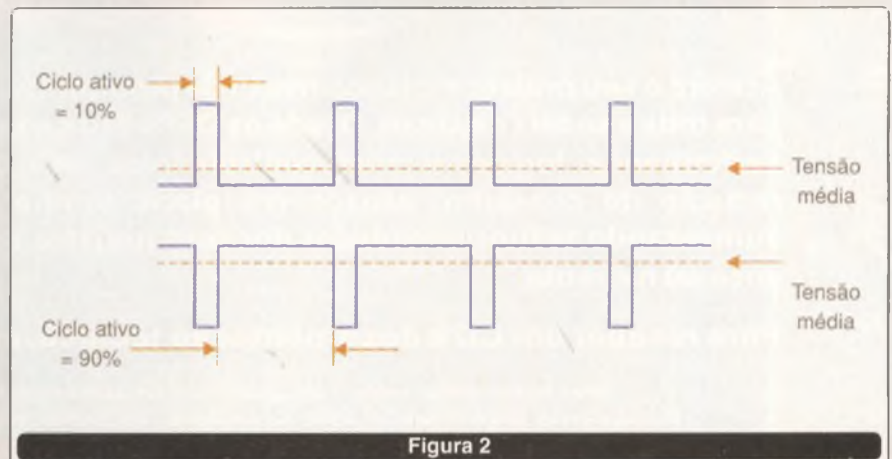 Ciclo ativo
= 10%
Tensão
média
Tensão
média
Ciclo ativo
= 90%
Figura 2